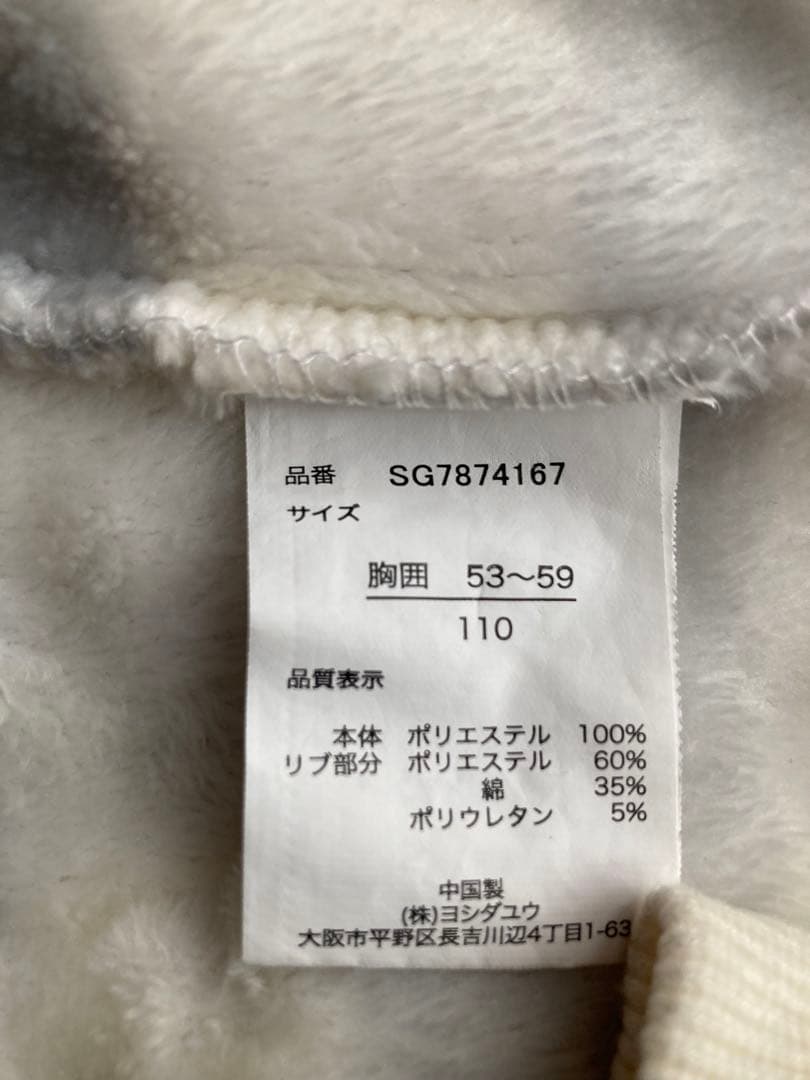 品番 SG7874167
サイズ
胸囲 53〜59
110
品質表示
本体 ポリエステル 100%
リブ部分 ポリエステル 60%
綿 35%
ポリウレタン 5%
中国製
(株)ヨシダユウ
大阪市平野区長吉川辺4丁目1-63